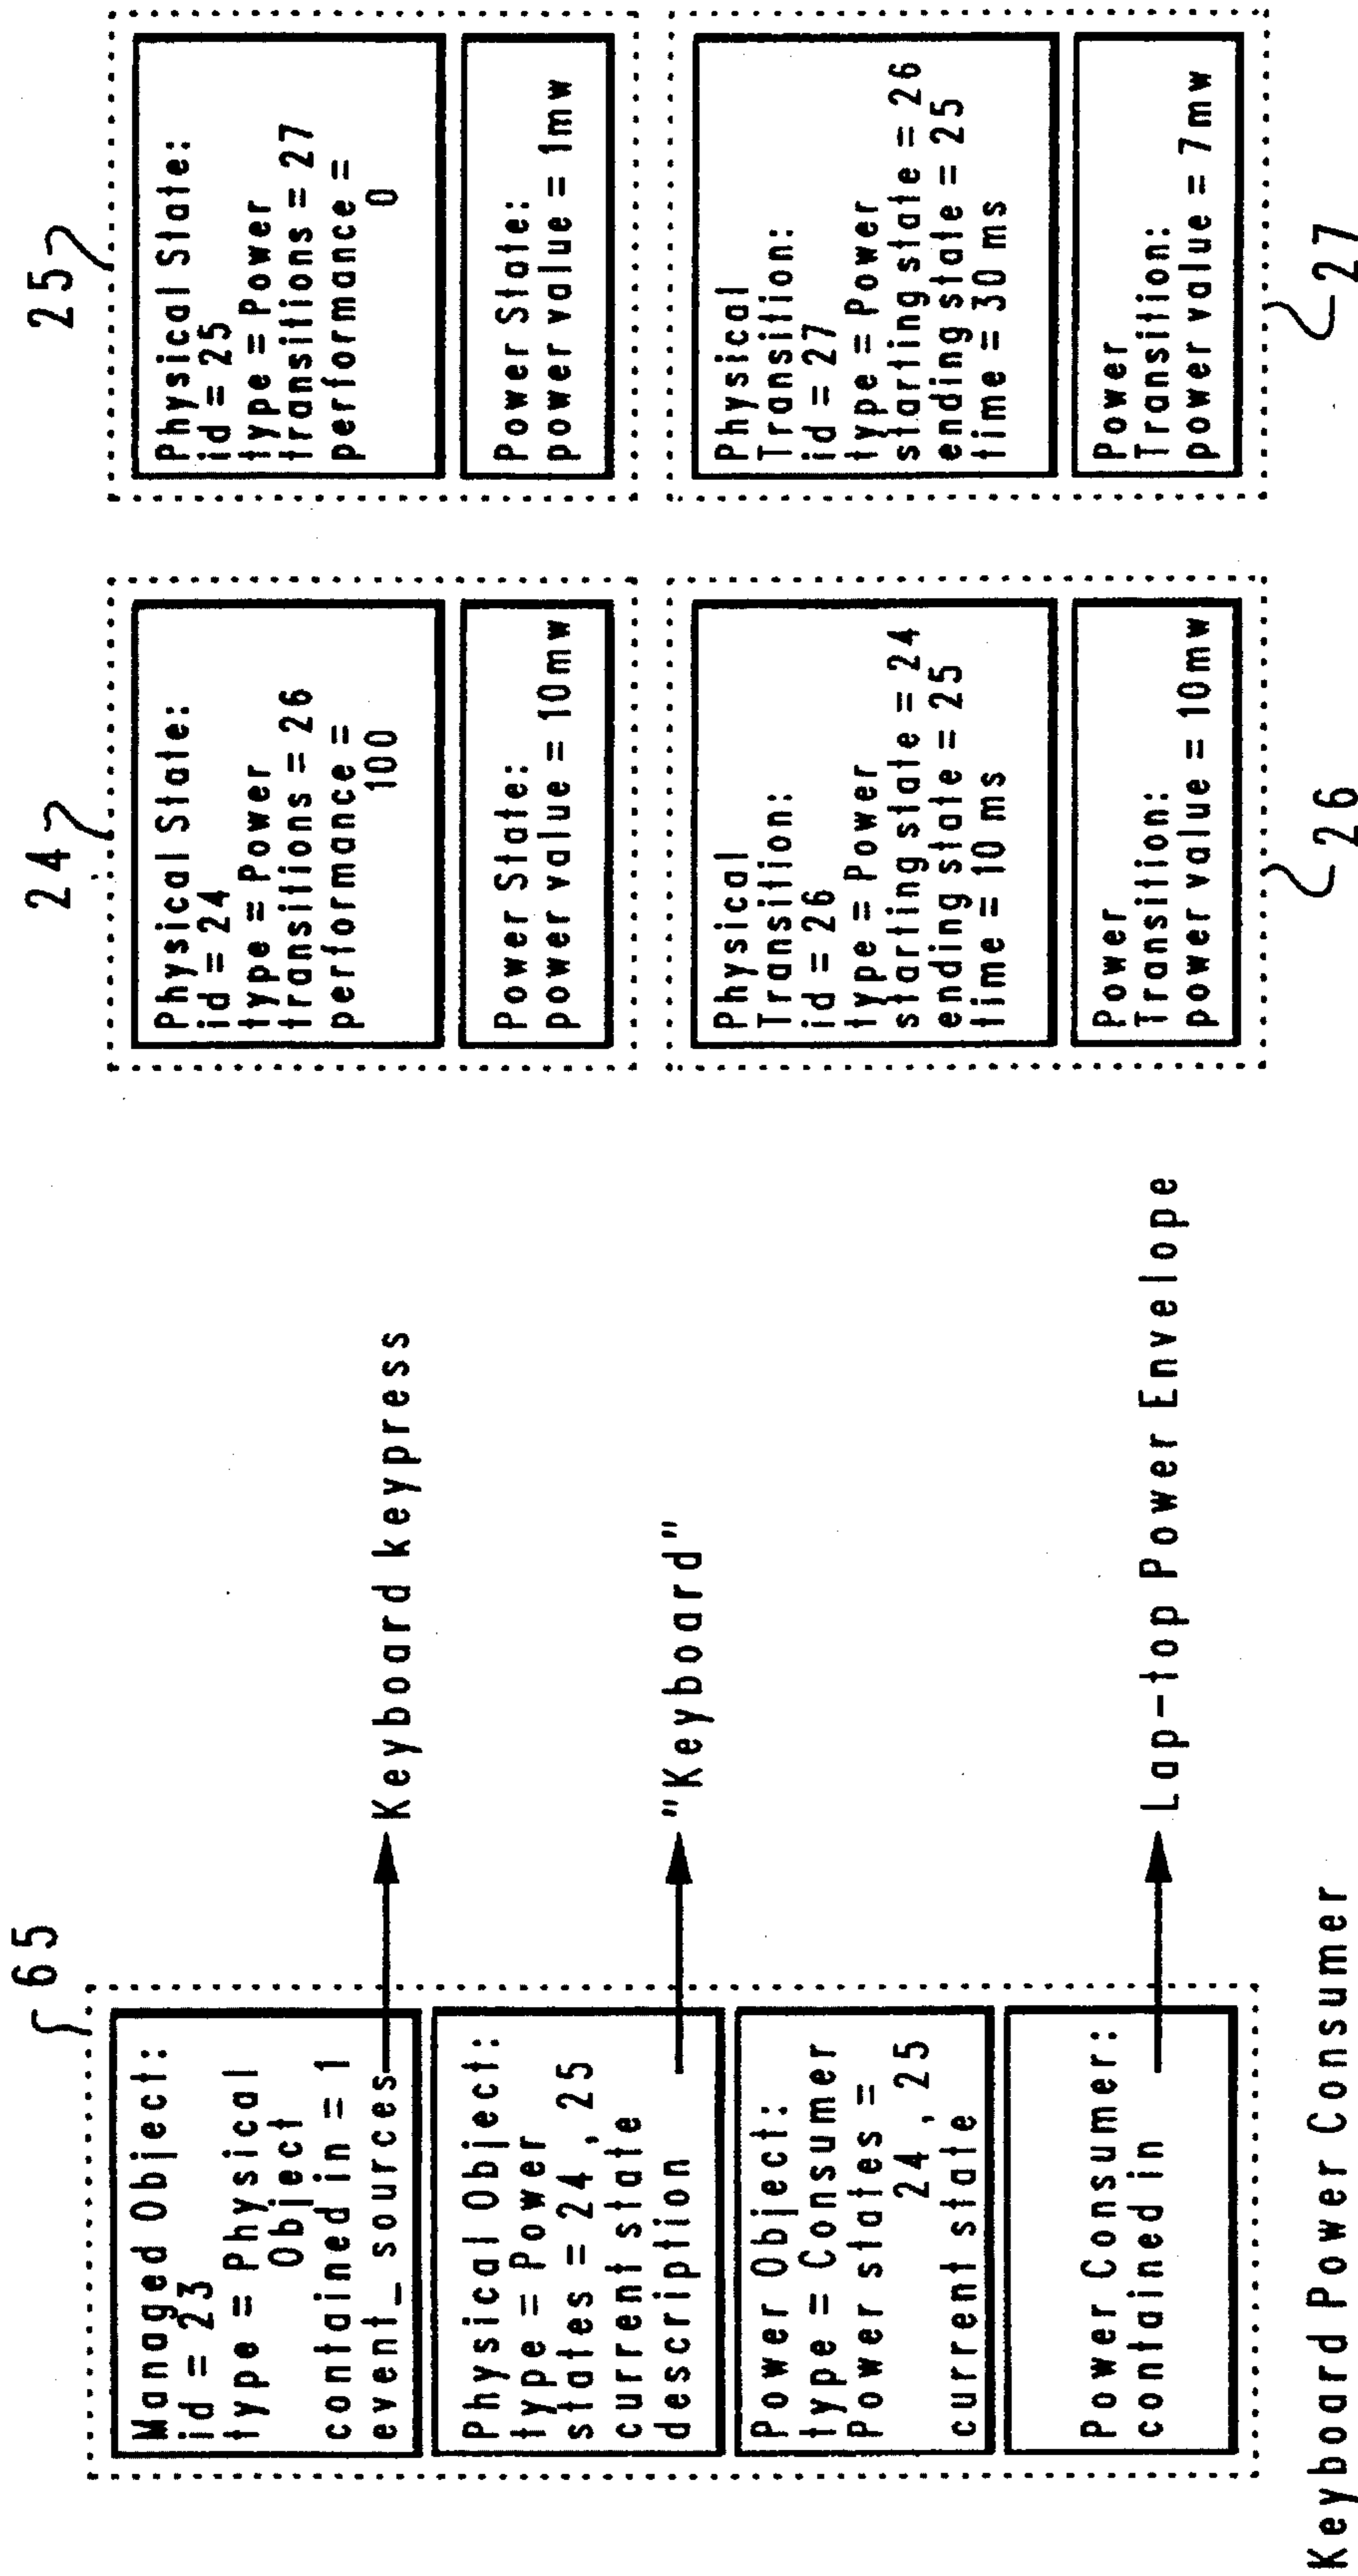 65
Managed Object:
id = 23
type = Physical
Object
contained in = 1
event_sources
Keyboard keypress
Physical Object:
type = Power
states = 24, 25
current state
description
"Keyboard"
Power Object:
type = Consumer
Power states =
24, 25
current state
Power Consumer:
contained in
Lap-top Power Envelope
Keyboard Power Consumer
24
Physical State:
id = 24
type = Power
transitions = 26
performance =
100
Power State:
power value = 10mw
Physical
Transition:
id = 26
type = Power
starting state = 24
ending state = 25
time = 10 ms
Power
Transition:
power value = 10mw
26
25
Physical State:
id = 25
type = Power
transitions = 27
performance =
0
Power State:
power value = 1mw
Physical
Transition:
id = 27
type = Power
starting state = 26
ending state = 25
time = 30 ms
Power
Transition:
power value = 7mw
27